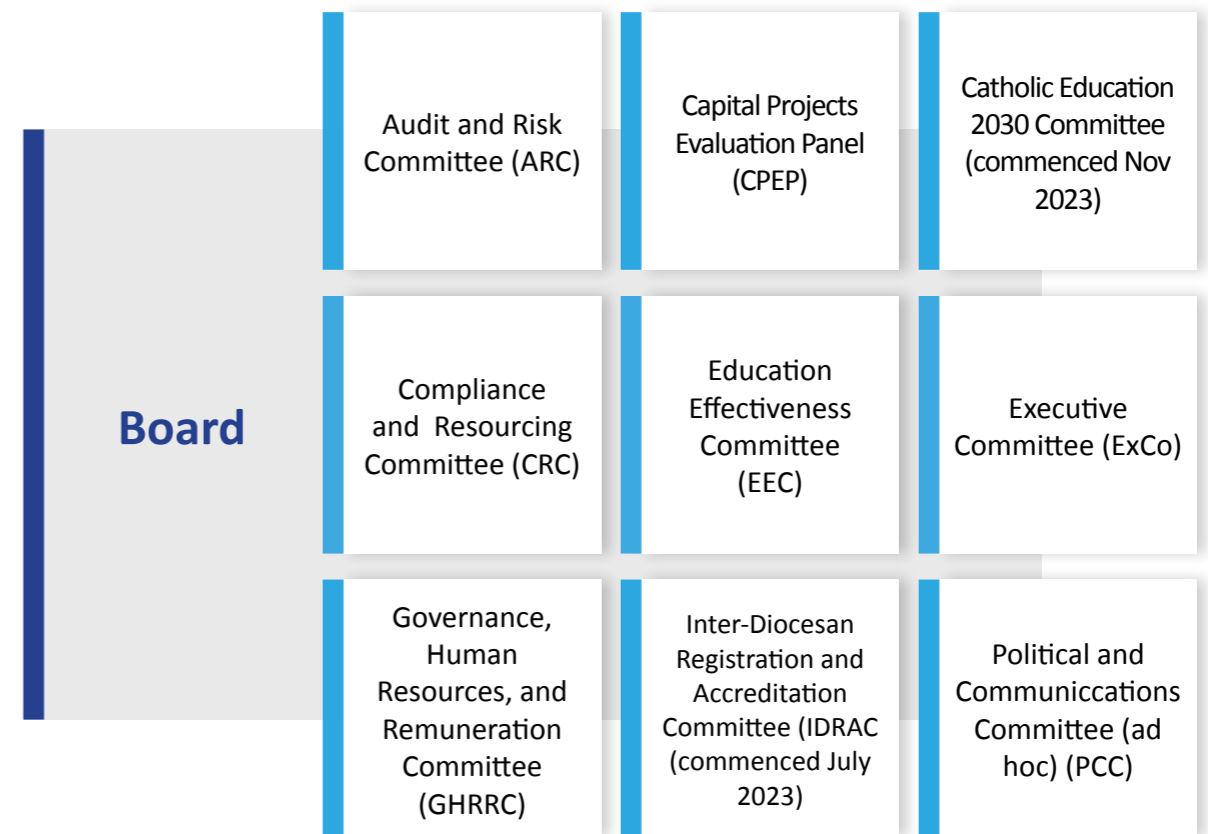 Board
Audit and Risk
Committee (ARC)
Capital Projects
Evaluation Panel
(CPEP)
Catholic Education
2030 Committee
(commenced Nov
2023)
Compliance
and Resourcing
Committee (CRC)
Education
Effectiveness
Committee
(EEC)
Executive
Committee (ExCo)
Governance,
Human
Resources, and
Remuneration
Committee
(GHRRC)
Inter-Diocesan
Registration and
Accreditation
Committee (IDRAC
(commenced July
2023)
Political and
Communiccations
Committee (ad
hoc) (PCC)